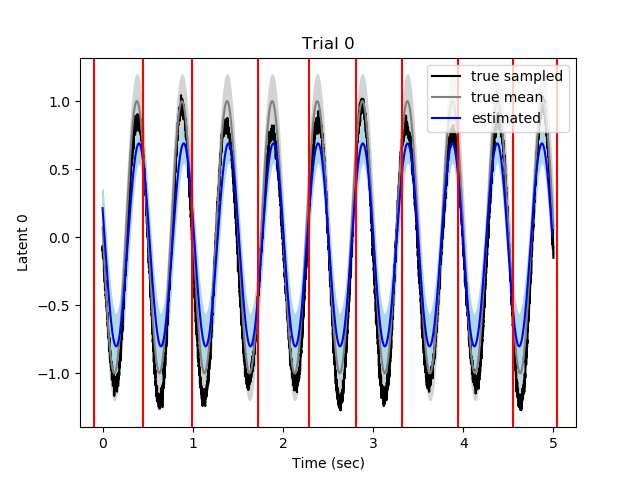 Trial 0
true sampled
true mean
estimated
1.0
0.5
0.0
−0.5
−1.0
Latent 0
0 1 2 3 4 5
Time (sec)